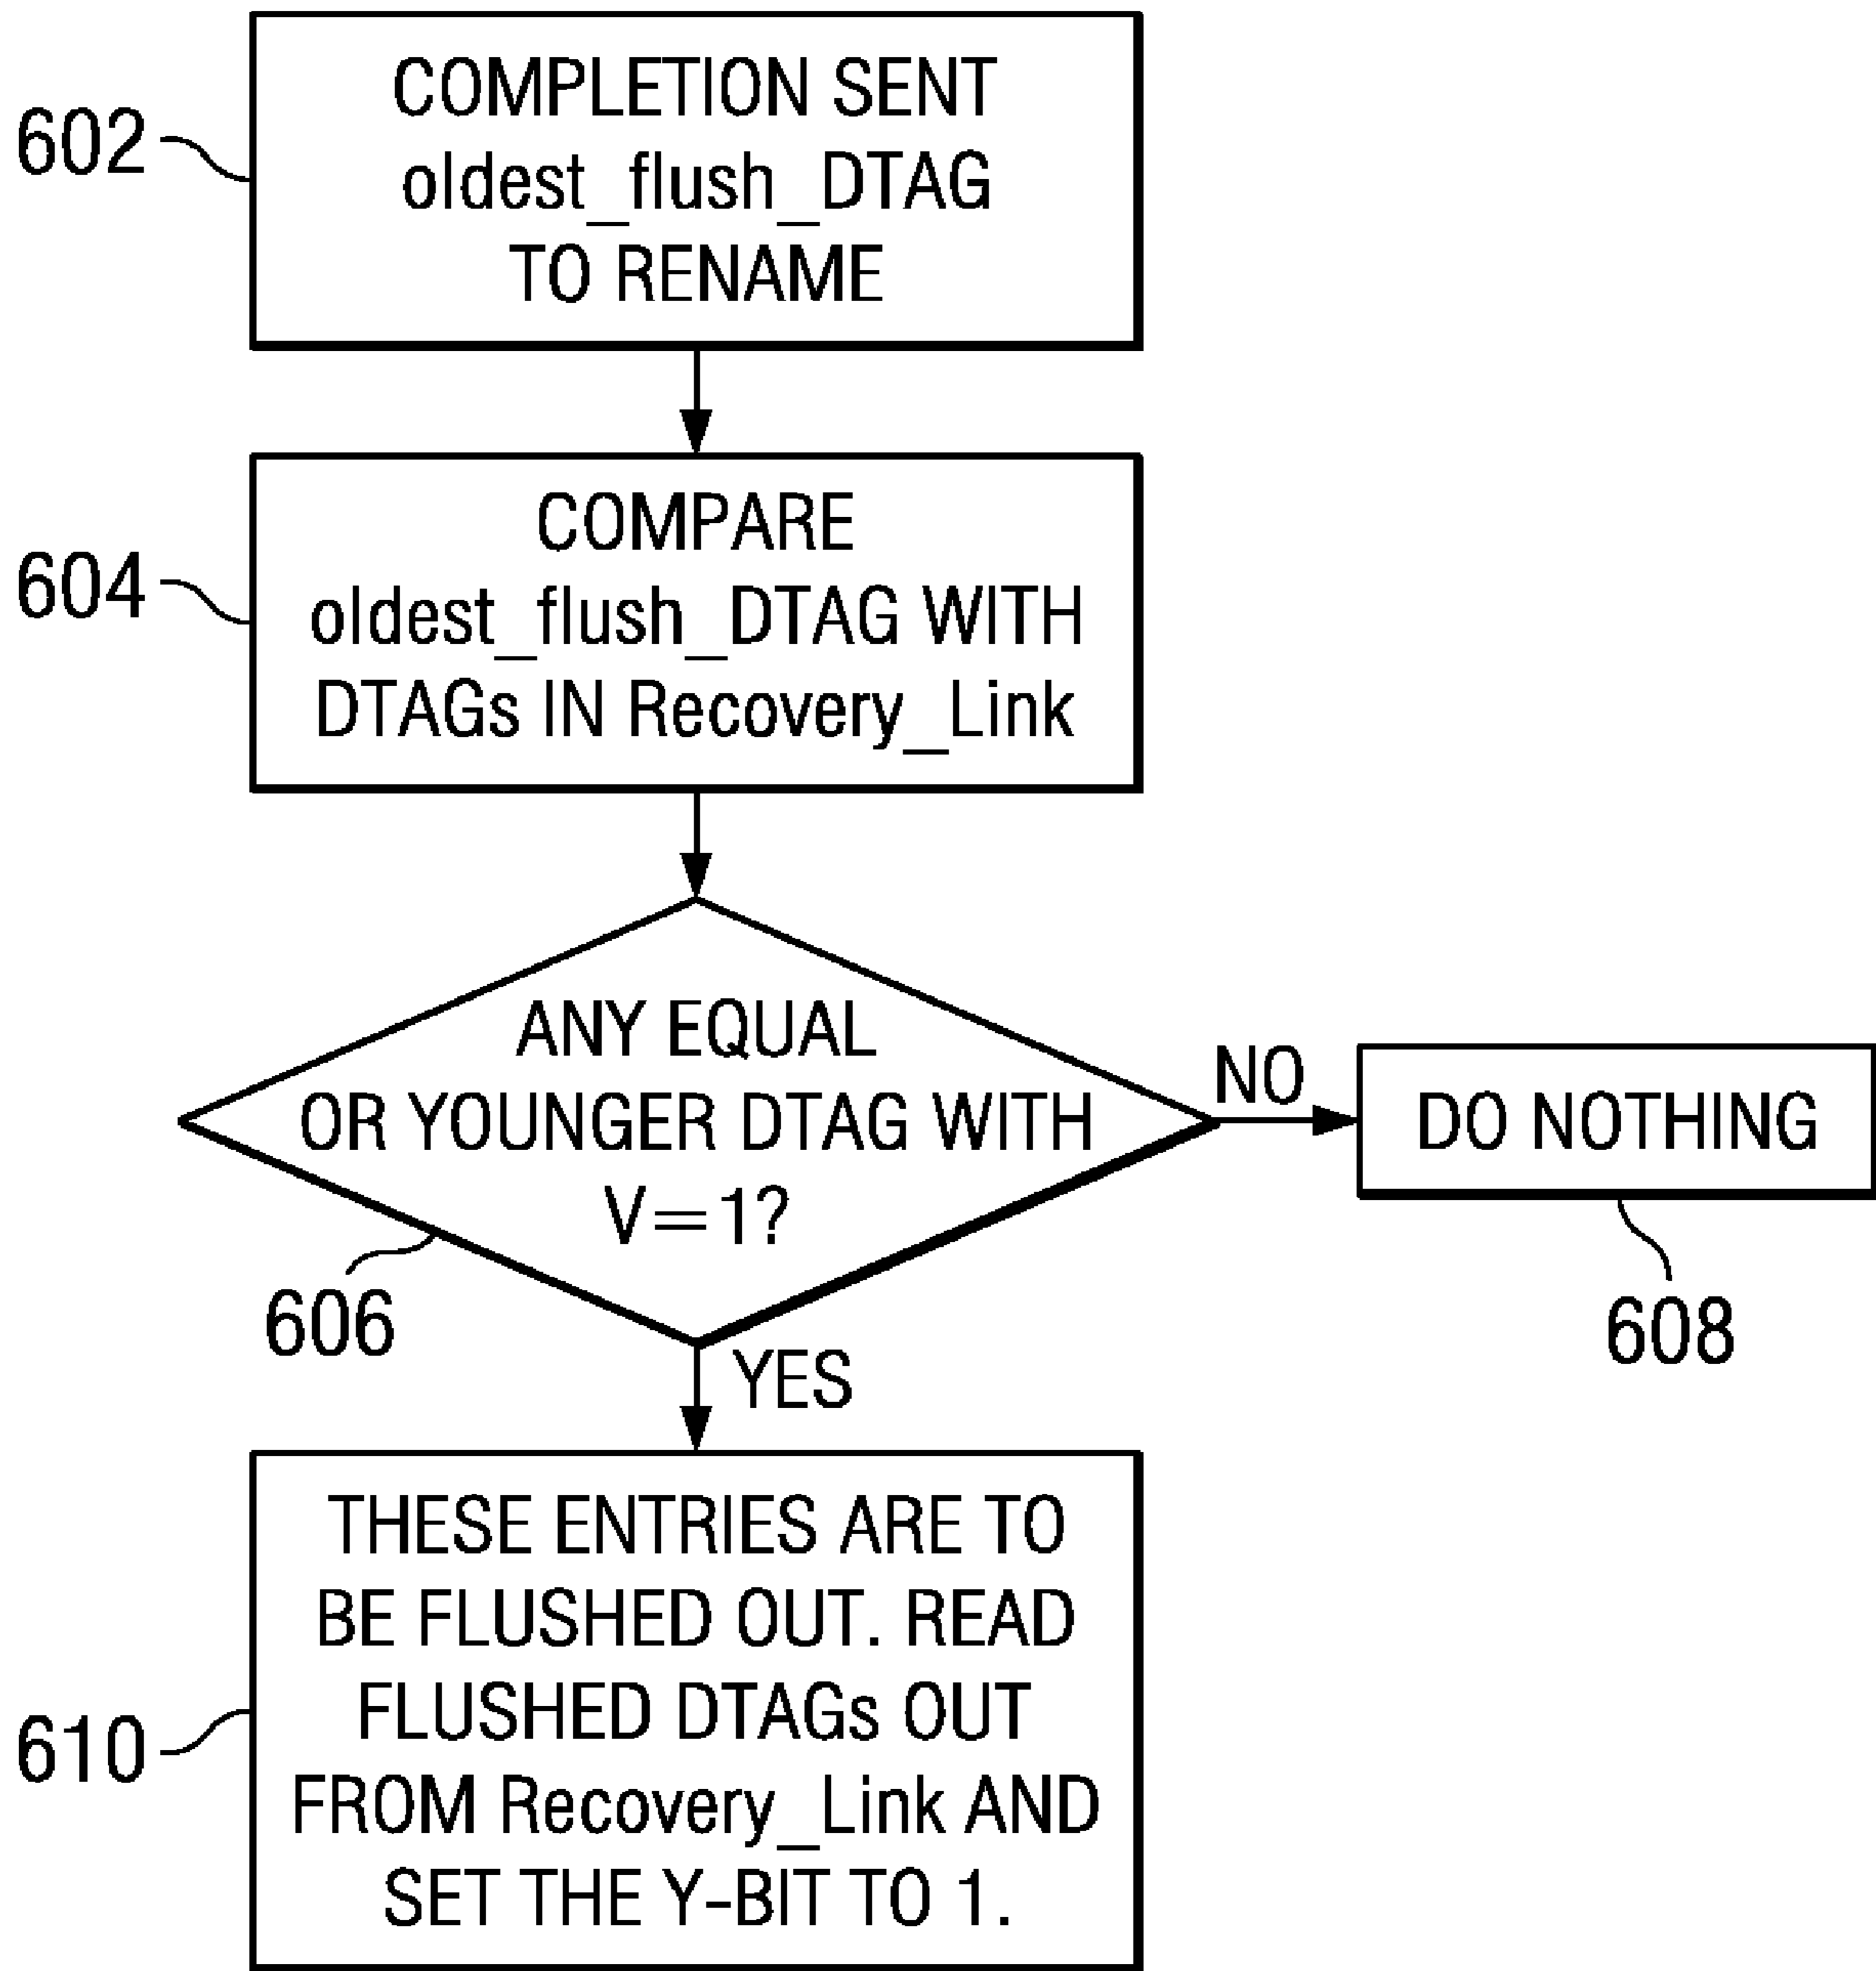 COMPLETION SENT
oldest_flush_DTAG
TO RENAME
602
COMPARE
oldest_flush_DTAG WITH
DTAGs IN Recovery_Link
604
ANY EQUAL
OR YOUNGER DTAG WITH
V=1?
606
NO
DO NOTHING
608
YES
THESE ENTRIES ARE TO
BE FLUSHED OUT. READ
FLUSHED DTAGs OUT
FROM Recovery_Link AND
SET THE Y-BIT TO 1.
610